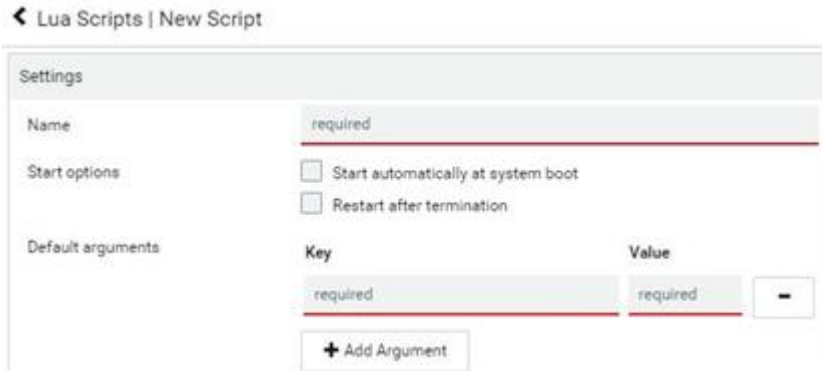 Lua Scripts | New Script
Settings
Name required
Start options Start automatically at system boot
Restart after termination
Default arguments Key Value
required required
Add Argument